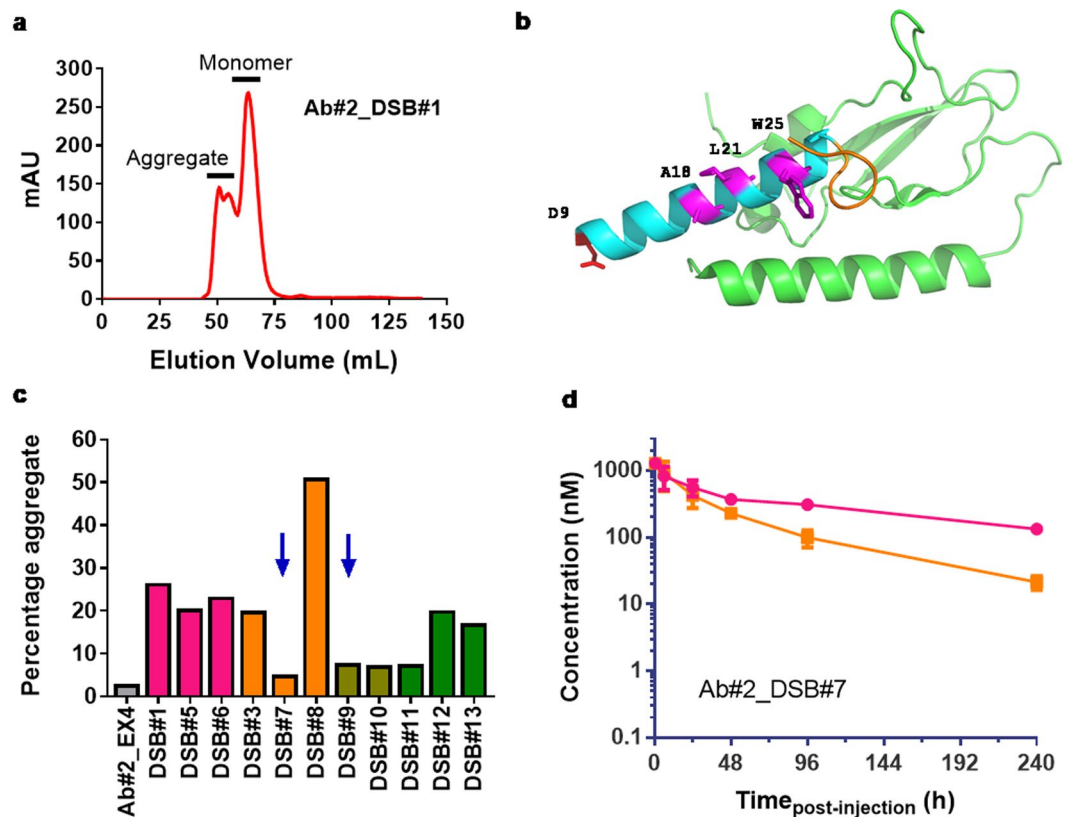 a
Monomer
Aggregate
Ab#2_DSB#1
mAU
300
250
200
150
100
50
0
0 25 50 75 100 125 150
Elution Volume (mL)
b
W25
L21
A18
D9
c
Percentage aggregate
60
50
40
30
20
10
0
Ab#2_EX4
DSB#1
DSB#5
DSB#6
DSB#3
DSB#7
DSB#8
DSB#9
DSB#10
DSB#11
DSB#12
DSB#13
d
Concentration (nM)
1000
100
10
1
0.1
Ab#2_DSB#7
0 48 96 144 192 240
Timepost-injection (h)